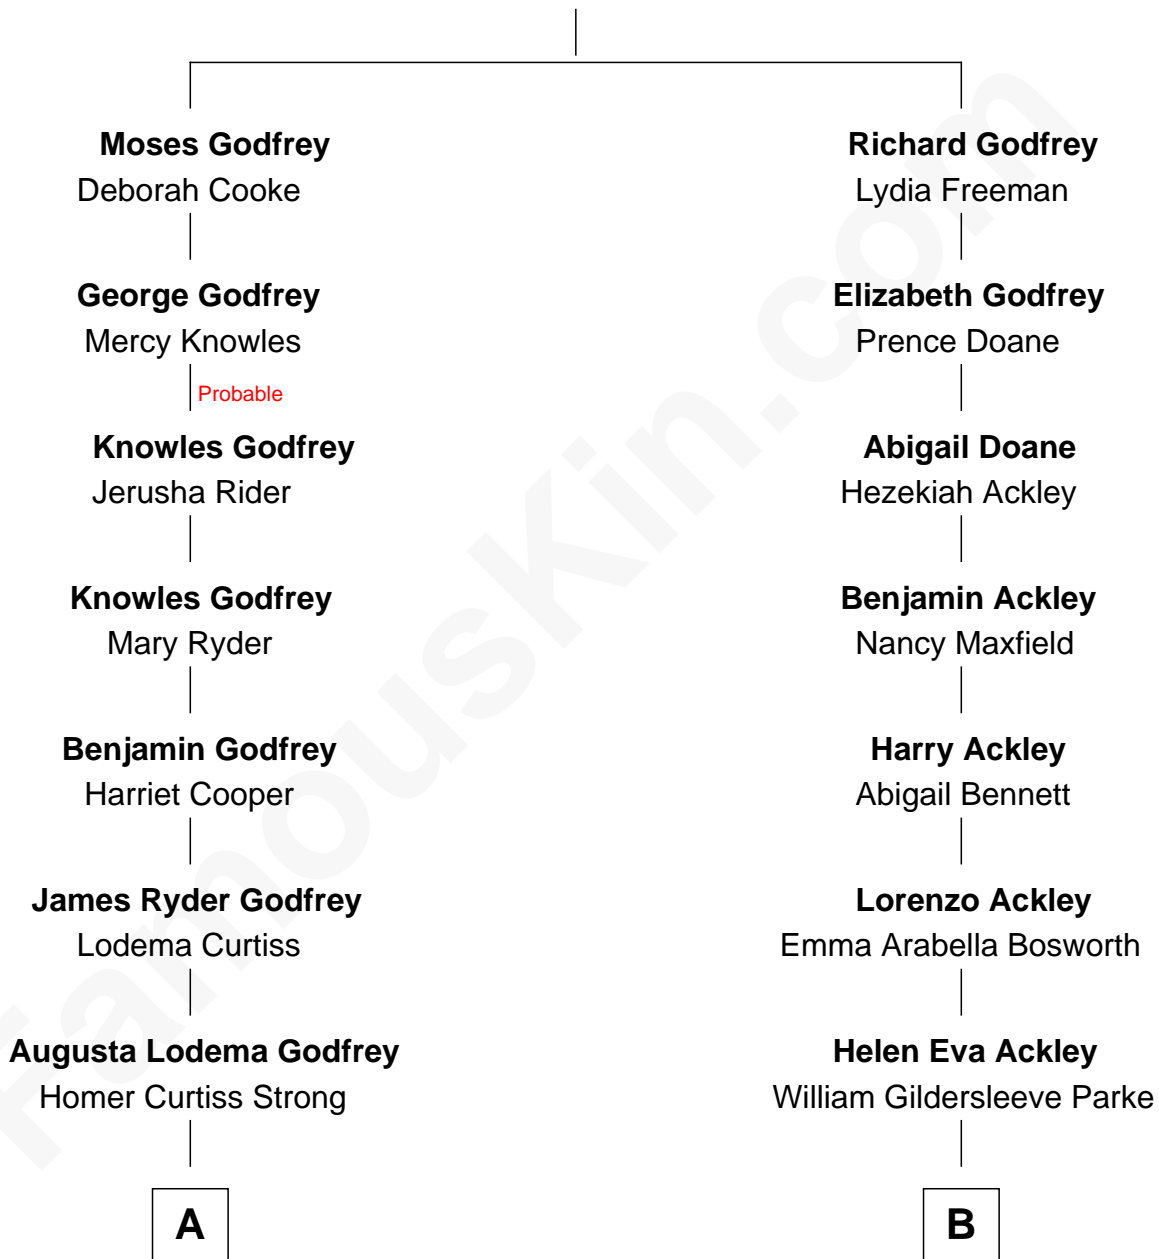 Moses Godfrey
Deborah Cooke
Richard Godfrey
Lydia Freeman
George Godfrey
Mercy Knowles
Elizabeth Godfrey
Prence Doane
Probable
Knowles Godfrey
Jerusha Rider
Abigail Doane
Hezekiah Ackley
Knowles Godfrey
Mary Ryder
Benjamin Ackley
Nancy Maxfield
Benjamin Godfrey
Harriet Cooper
Harry Ackley
Abigail Bennett
James Ryder Godfrey
Lodema Curtiss
Lorenzo Ackley
Emma Arabella Bosworth
Augusta Lodema Godfrey
Homer Curtiss Strong
Helen Eva Ackley
William Gildersleeve Parke
A
B
FamousKin.com